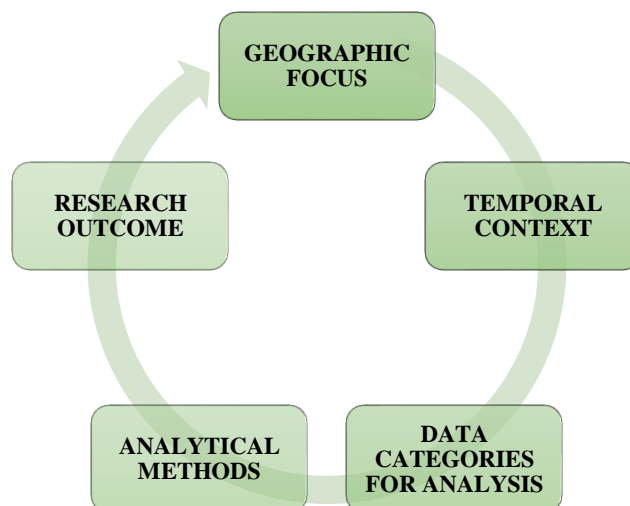 GEOGRAPHIC
FOCUS
TEMPORAL
CONTEXT
DATA
CATEGORIES
FOR ANALYSIS
ANALYTICAL
METHODS
RESEARCH
OUTCOME